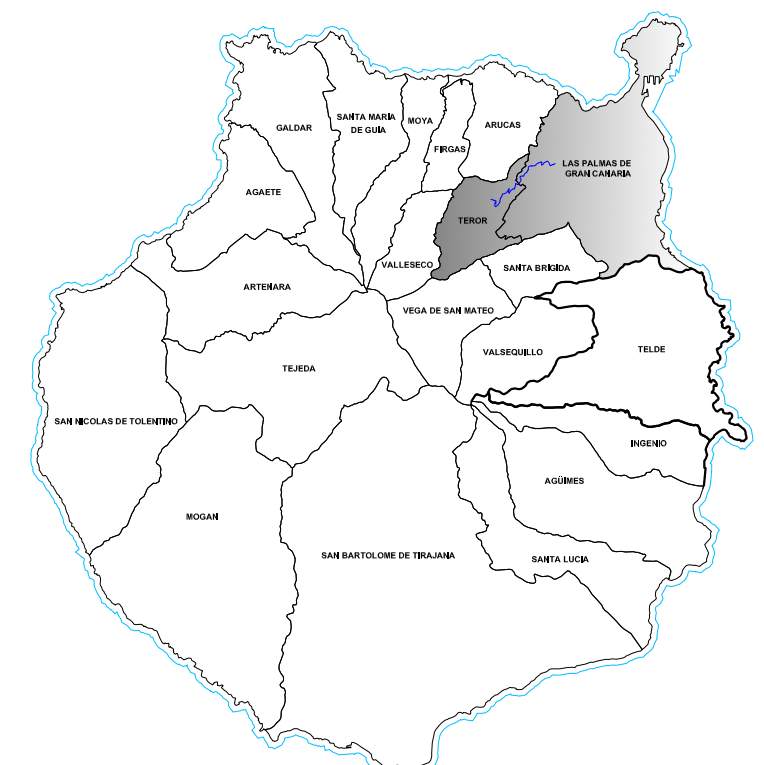 GALDAR
SANTA MARIA
DE GUIA
MOYA
FIRGAS
ARUCAS
LAS PALMAS DE
GRAN CANARIA
AGAETE
TEROR
VALLESECO
SANTA BRIGIDA
ARTENARA
VEGA DE SAN MATEO
VALSEQUILLO
TELDE
TEJEDA
SAN NICOLAS DE TOLENTINO
INGENIO
AGÜIMES
MOGAN
SAN BARTOLOME DE TIRAJANA
SANTA LUCIA